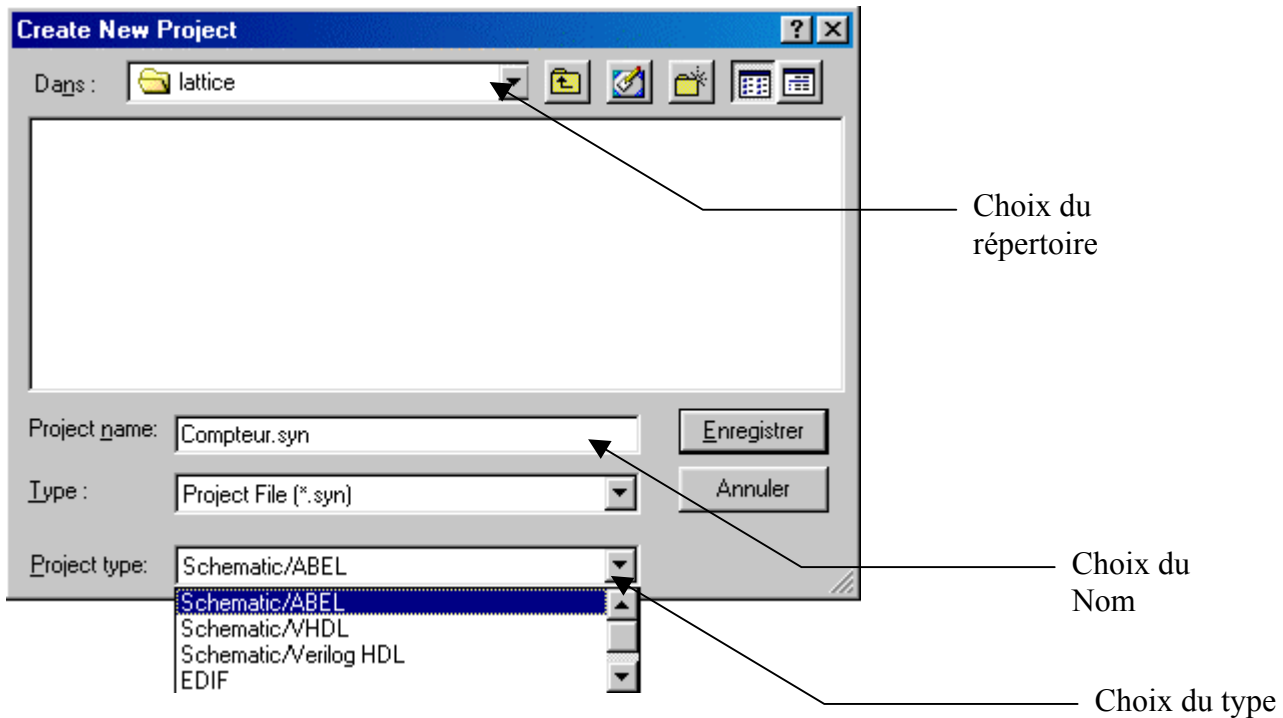 Create New Project
Dans :
lattice
Choix du
répertoire
Project name:
Compteur.syn
Enregistrer
Type :
Project File (*.syn)
Annuler
Project type:
Schematic/ABEL
Choix du
Nom
Schematic/ABEL
Schematic/VHDL
Schematic/Verilog HDL
EDIF
Choix du type